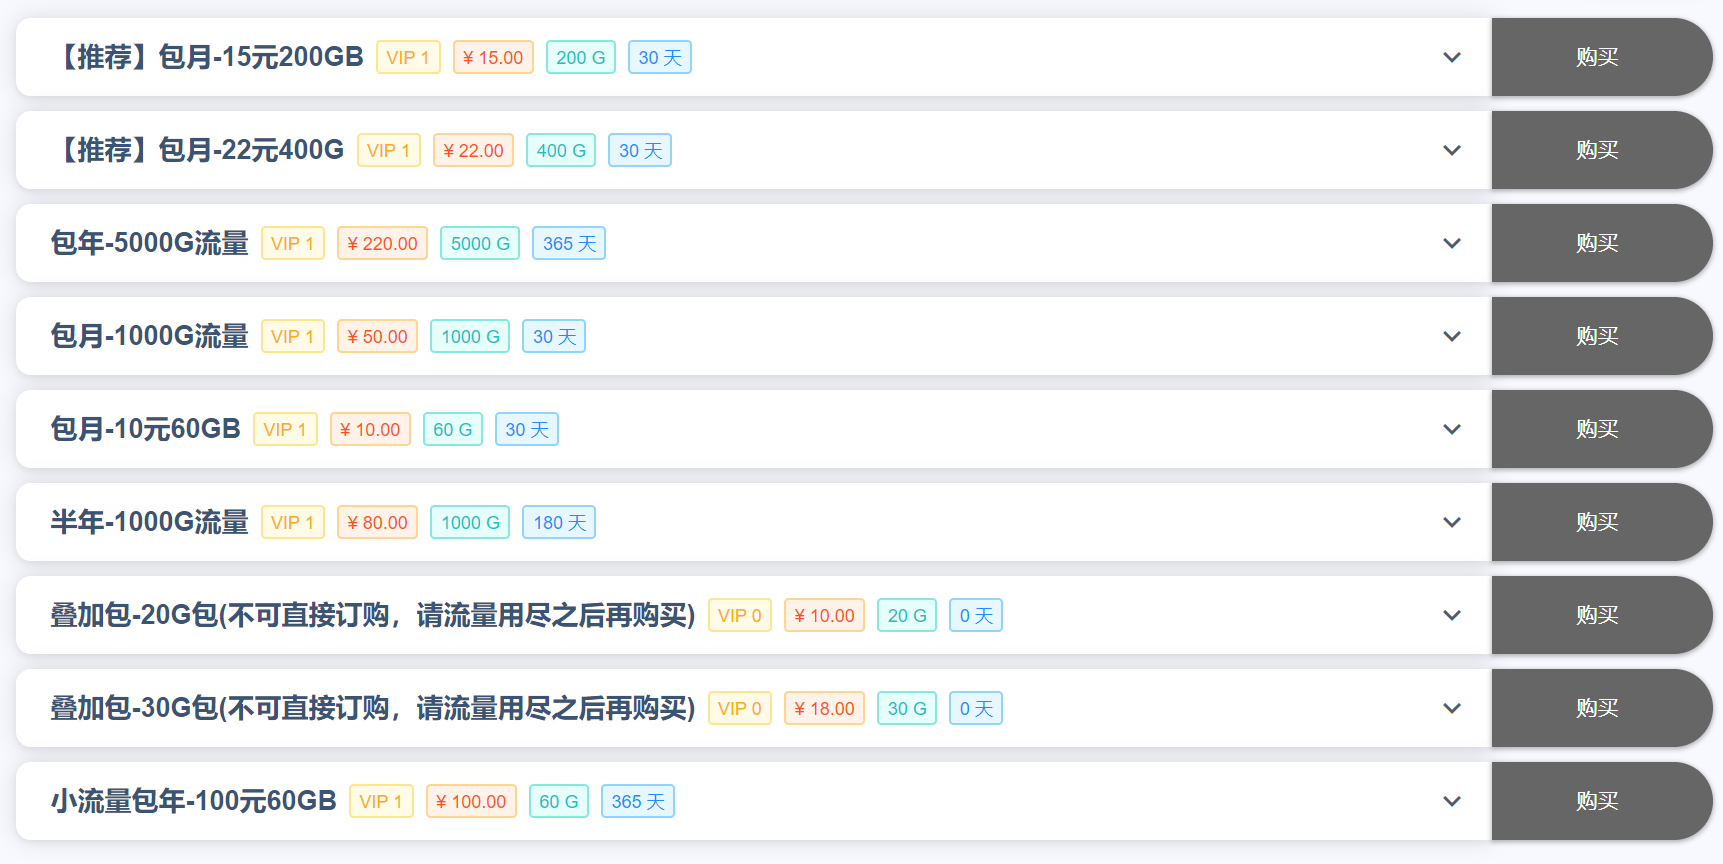 【推荐】包月-15元200GB VIP 1 ¥ 15.00 200 G 30 天 购买
【推荐】包月-22元400G VIP 1 ¥ 22.00 400 G 30 天 购买
包年-5000G流量 VIP 1 ¥ 220.00 5000 G 365 天 购买
包月-1000G流量 VIP 1 ¥ 50.00 1000 G 30 天 购买
包月-10元60GB VIP 1 ¥ 10.00 60 G 30 天 购买
半年-1000G流量 VIP 1 ¥ 80.00 1000 G 180 天 购买
叠加包-20G包(不可直接订购，请流量用尽之后再购买) VIP 0 ¥ 10.00 20 G 0 天 购买
叠加包-30G包(不可直接订购，请流量用尽之后再购买) VIP 0 ¥ 18.00 30 G 0 天 购买
小流量包年-100元60GB VIP 1 ¥ 100.00 60 G 365 天 购买